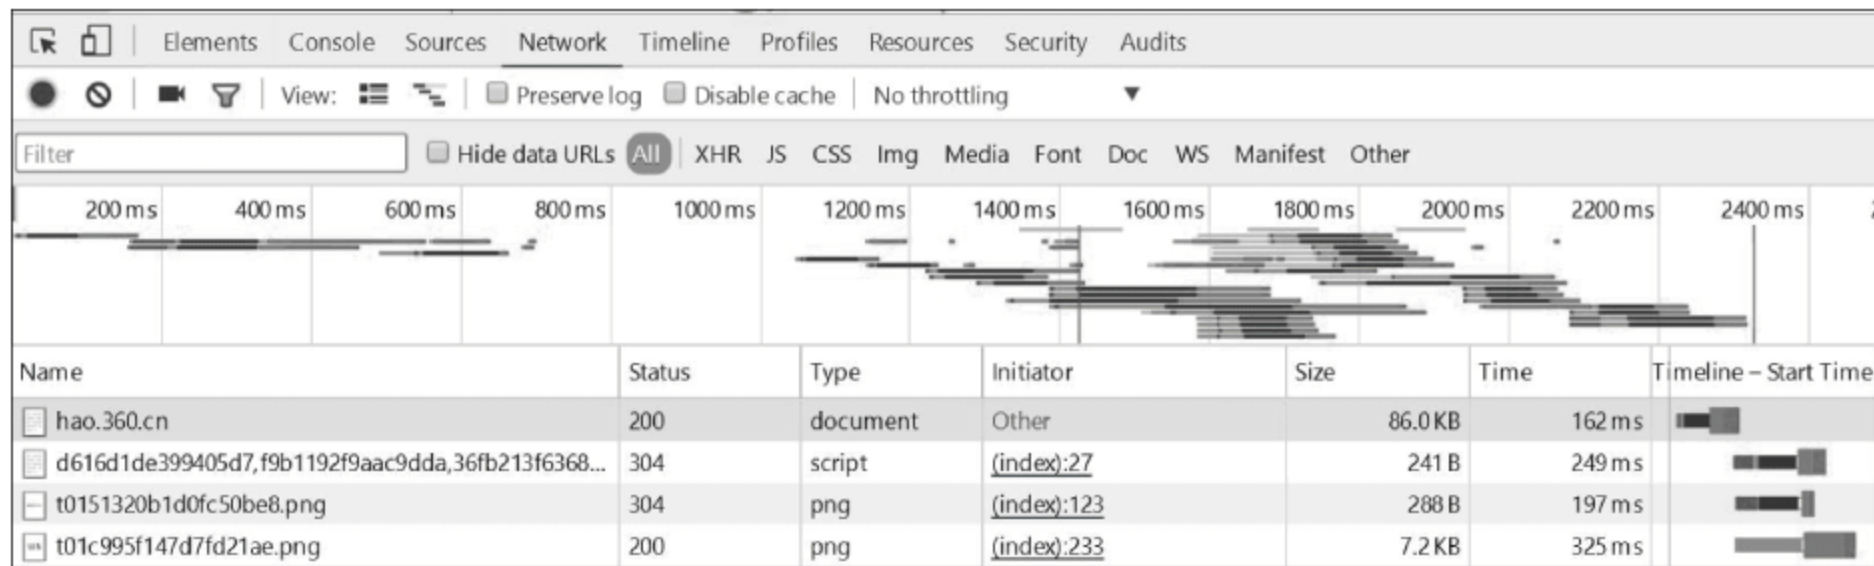 Elements Console Sources Network Timeline Profiles Resources Security Audits
View: Preserve log Disable cache No throttling
Filter Hide data URLs All XHR JS CSS Img Media Font Doc WS Manifest Other
200 ms 400 ms 600 ms 800 ms 1000 ms 1200 ms 1400 ms 1600 ms 1800 ms 2000 ms 2200 ms 2400 ms
Name Status Type Initiator Size Time Timeline – Start Time
hao.360.cn 200 document Other 86.0 KB 162 ms
d616d1de399405d7,f9b1192f9aac9dda,36fb213f6368... 304 script (index):27 241 B 249 ms
t0151320b1d0fc50be8.png 304 png (index):123 288 B 197 ms
t01c995f147d7fd21ae.png 200 png (index):233 7.2 KB 325 ms